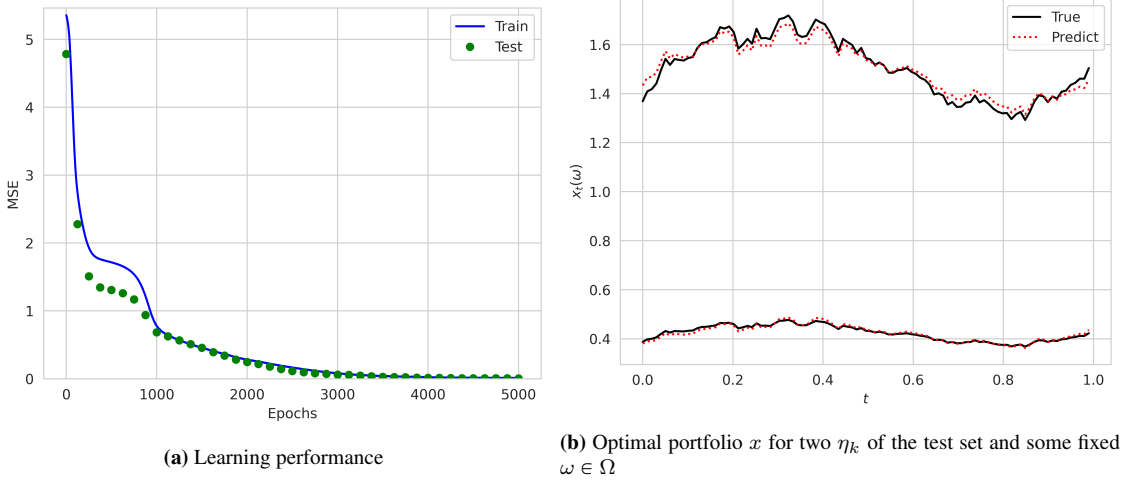 5
4
3
2
1
0
MSE
0
1000
2000
3000
4000
5000
Epochs
Train
Test
(a) Learning performance
1.6
1.4
1.2
1.0
0.8
0.6
0.4
x_t(ω)
0.0
0.2
0.4
0.6
0.8
1.0
t
True
Predict
(b) Optimal portfolio x for two η_k of the test set and some fixed
ω ∈ Ω